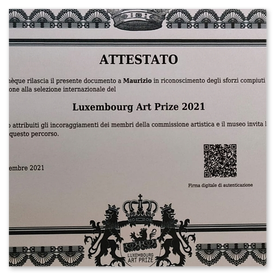 ATTESTATO
èque rilascia il presente documento a Maurizio in riconoscimento degli sforzi compiuti
one alla selezione internazionale del
Luxembourg Art Prize 2021
o attribuiti gli incoraggiamenti dei membri della commissione artistica e il museo invita l
questo percorso.
embre 2021
Firma digitale di autenticazione
LUXEMBOURG
ART PRIZE